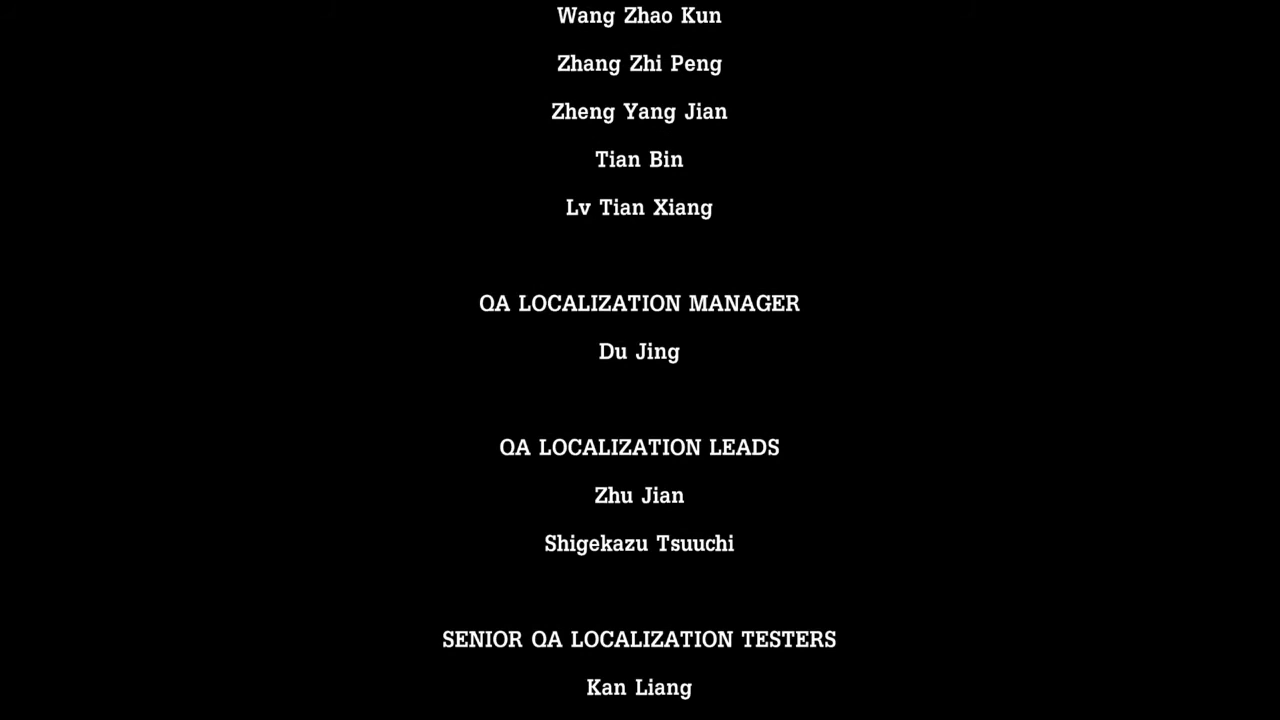 Wang Zhao Kun
Zhang Zhi Peng
Zheng Yang Jian
Tian Bin
Lv Tian Xiang
QA LOCALIZATION MANAGER
Du Jing
QA LOCALIZATION LEADS
Zhu Jian
Shigekazu Tsuuchi
SENIOR QA LOCALIZATION TESTERS
Kan Liang